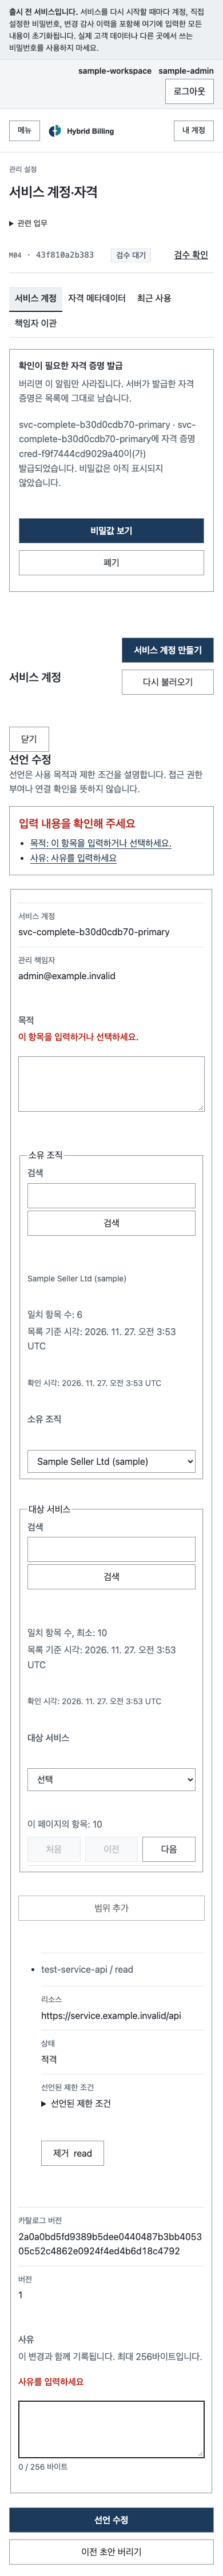 출시 전 서비스입니다. 서비스를 다시 시작할 때마다 계정, 직접
설정한 비밀번호, 변경 감사 이력을 포함해 여기에 입력한 모든
내용이 초기화됩니다. 실제 고객 데이터나 다른 곳에서 쓰는
비밀번호를 사용하지 마세요.
sample-workspace sample-admin
로그아웃
메뉴
Hybrid Billing
내 계정
관리 설정
서비스 계정·자격
▶ 관련 업무
M04 · 43f810a2b383
검수 대기
검수 확인
서비스 계정 자격 메타데이터 최근 사용
책임자 이관
확인이 필요한 자격 증명 발급
버리면 이 알림만 사라집니다. 서버가 발급한 자격
증명은 목록에 그대로 남습니다.
svc-complete-b30d0cdb70-primary · svc-
complete-b30d0cdb70-primary에 자격 증명
cred-f9f7444cd9029a40이(가)
발급되었습니다. 비밀값은 아직 표시되지
않았습니다.
비밀값 보기
폐기
서비스 계정
서비스 계정 만들기
다시 불러오기
닫기
선언 수정
선언은 사용 목적과 제한 조건을 설명합니다. 접근 권한
부여나 연결 확인을 뜻하지 않습니다.
입력 내용을 확인해 주세요
• 목적: 이 항목을 입력하거나 선택하세요.
• 사유: 사유를 입력하세요
서비스 계정
svc-complete-b30d0cdb70-primary
관리 책임자
admin@example.invalid
목적
이 항목을 입력하거나 선택하세요.
소유 조직
검색
검색
Sample Seller Ltd (sample)
일치 항목 수: 6
목록 기준 시각: 2026. 11. 27. 오전 3:53
UTC
확인 시각: 2026. 11. 27. 오전 3:53 UTC
소유 조직
Sample Seller Ltd (sample)
대상 서비스
검색
검색
일치 항목 수, 최소: 10
목록 기준 시각: 2026. 11. 27. 오전 3:53
UTC
확인 시각: 2026. 11. 27. 오전 3:53 UTC
대상 서비스
선택
이 페이지의 항목: 10
처음
이전
다음
범위 추가
• test-service-api / read
리소스
https://service.example.invalid/api
상태
적격
선언된 제한 조건
▶ 선언된 제한 조건
제거 read
카탈로그 버전
2a0a0bd5fd9389b5dee0440487b3bb4053
05c52c4862e0924f4ed4b6d18c4792
버전
1
사유
이 변경과 함께 기록됩니다. 최대 256바이트입니다.
사유를 입력하세요
0 / 256 바이트
선언 수정
이전 초안 버리기